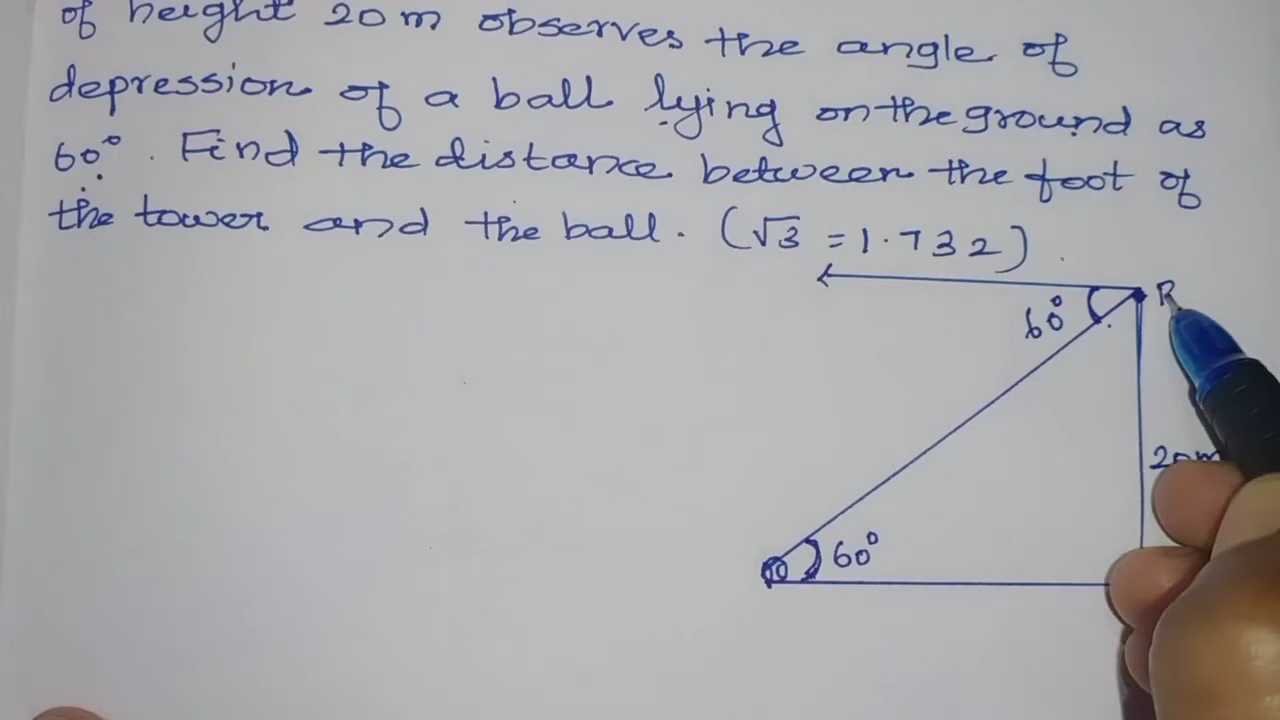 of height 20 m observes the angle of
depression of a ball lying on the ground as
60°. Find the distance between the foot of
the tower and the ball. (√3 = 1.732).
60°
20m
60°